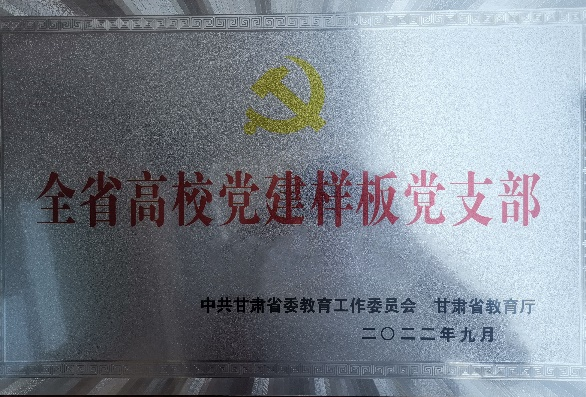 全省高校党建样板党支部
中共甘肃省委教育工作委员会 甘肃省教育厅
二〇二二年九月